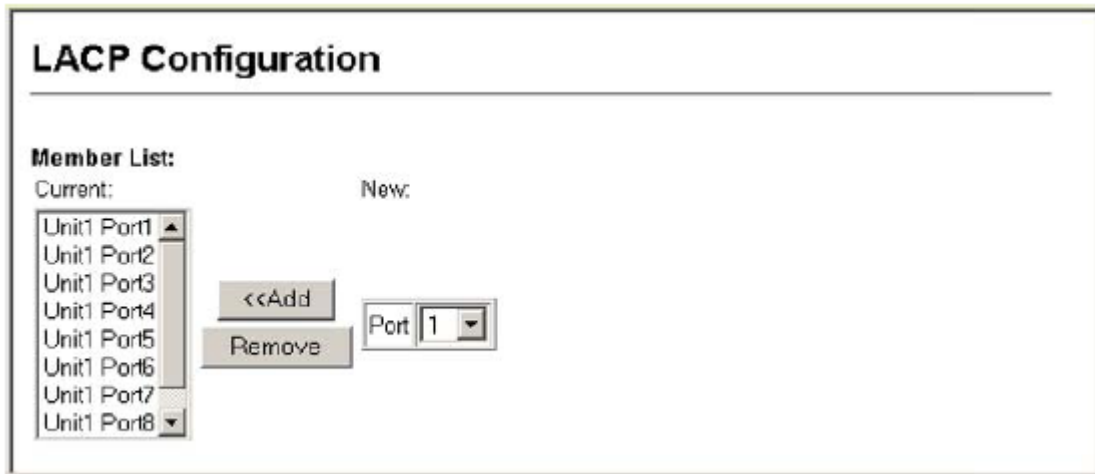 LACP Configuration
Member List:
Current:
New:
Unit1 Port1
Unit1 Port2
Unit1 Port3
Unit1 Port4
Unit1 Port5
Unit1 Port6
Unit1 Port7
Unit1 Port8
<<Add
Remove
Port 1